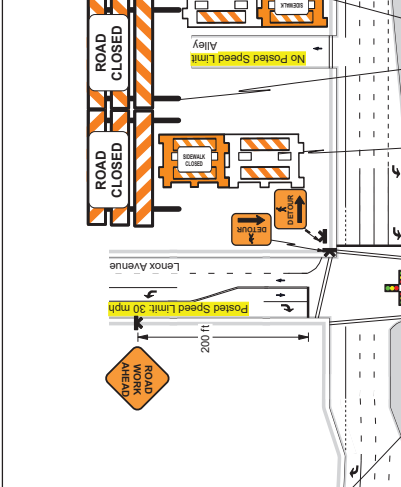 SIDEWALK
ROAD
CLOSED
Alley
No Posted Speed Limit
ROAD
CLOSED
SIDEWALK
CLOSED
DETOUR
DETOUR
Lenox Avenue
Posted Speed Limit: 30 mph
200 ft
ROAD
WORK
AHEAD